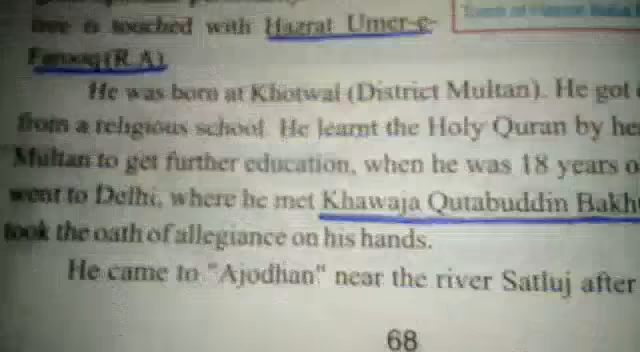 is touched with Hazrat Umer-e-
Farooq (R.A)
He was born at Khotwal (District Multan). He got
from a religious school. He learnt the Holy Quran by he
Multan to get further education, when he was 18 years o
went to Delhi, where he met Khawaja Qutabuddin Bakh
took the oath of allegiance on his hands.
He came to "Ajodhan" near the river Satluj after
68